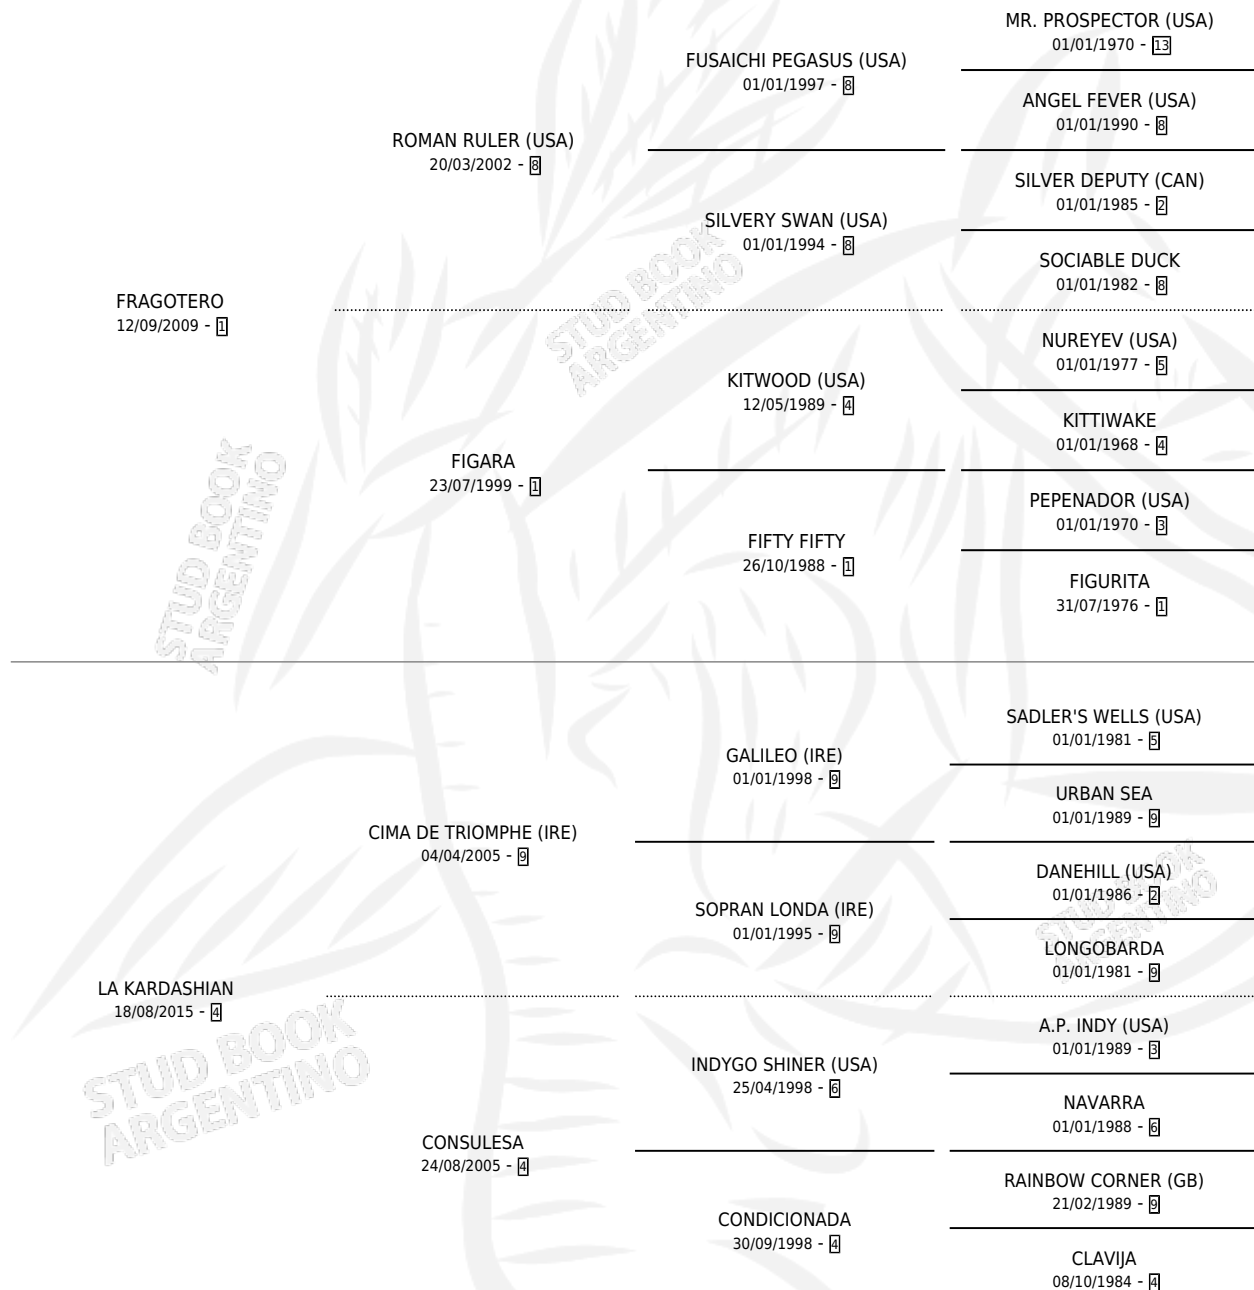 MR. PROSPECTOR (USA)
01/01/1970 - 13
FUSAICHI PEGASUS (USA)
01/01/1997 - 8
ANGEL FEVER (USA)
01/01/1990 - 8
ROMAN RULER (USA)
20/03/2002 - 8
SILVER DEPUTY (CAN)
01/01/1985 - 2
SILVERY SWAN (USA)
01/01/1994 - 8
SOCIABLE DUCK
01/01/1982 - 8
STUD BOOK
ARGENTINO
FRAGOTERO
12/09/2009 - 1
NUREYEV (USA)
01/01/1977 - 5
KITWOOD (USA)
12/05/1989 - 4
KITTIWAKE
01/01/1968 - 4
FIGARA
23/07/1999 - 1
PEPENADOR (USA)
01/01/1970 - 3
FIFTY FIFTY
26/10/1988 - 1
FIGURITA
31/07/1976 - 1
STUD BOOK
ARGENTINO
SADLER'S WELLS (USA)
01/01/1981 - 5
GALILEO (IRE)
01/01/1998 - 9
URBAN SEA
01/01/1989 - 9
CIMA DE TRIOMPHE (IRE)
04/04/2005 - 9
DANEHILL (USA)
01/01/1986 - 2
SOPRAN LONDA (IRE)
01/01/1995 - 9
STUD BOOK
ARGENTINO
LONGOBARDA
01/01/1981 - 9
LA KARDASHIAN
18/08/2015 - 4
A.P. INDY (USA)
01/01/1989 - 3
INDYGO SHINER (USA)
25/04/1998 - 6
NAVARRA
01/01/1988 - 6
STUD BOOK
ARGENTINO
CONSULESA
24/08/2005 - 4
RAINBOW CORNER (GB)
21/02/1989 - 9
CONDICIONADA
30/09/1998 - 4
CLAVIJA
08/10/1984 - 4